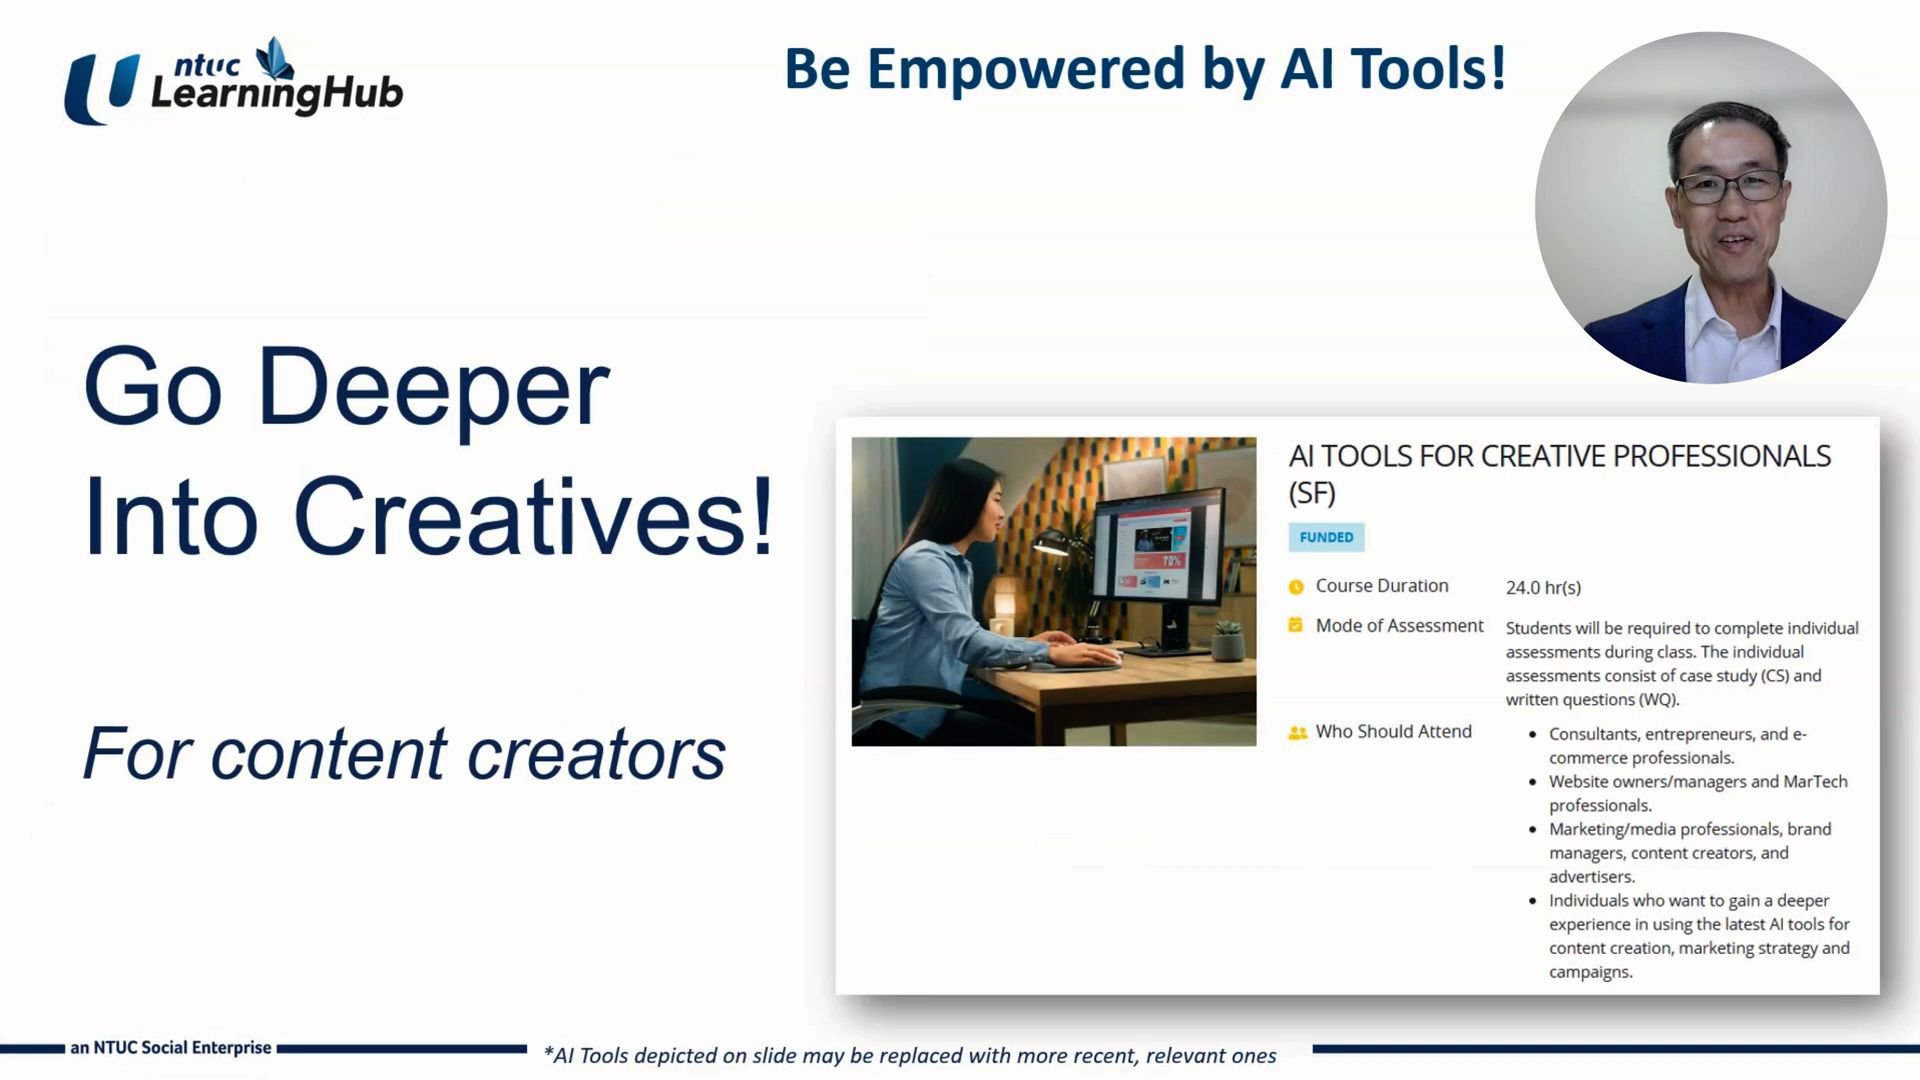 ntuc
LearningHub
Be Empowered by AI Tools!
Go Deeper
Into Creatives!
For content creators
AI TOOLS FOR CREATIVE PROFESSIONALS
(SF)
FUNDED
Course Duration
24.0 hr(s)
Mode of Assessment
Students will be required to complete individual
assessments during class. The individual
assessments consist of case study (CS) and
written questions (WQ).
Who Should Attend
• Consultants, entrepreneurs, and e-
commerce professionals.
• Website owners/managers and MarTech
professionals.
• Marketing/media professionals, brand
managers, content creators, and
advertisers.
• Individuals who want to gain a deeper
experience in using the latest AI tools for
content creation, marketing strategy and
campaigns.
70%
an NTUC Social Enterprise
*AI Tools depicted on slide may be replaced with more recent, relevant ones